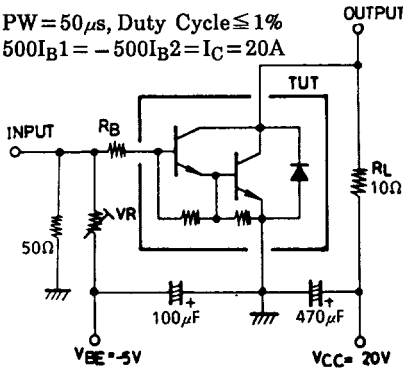 PW=50μs, Duty Cycle≦1%
500IB1=-500IB2=IC=20A
OUTPUT
TUT
INPUT
RB
RL
10Ω
VR
50Ω
100μF
+
470μF
+
VBE=-5V
VCC=20V